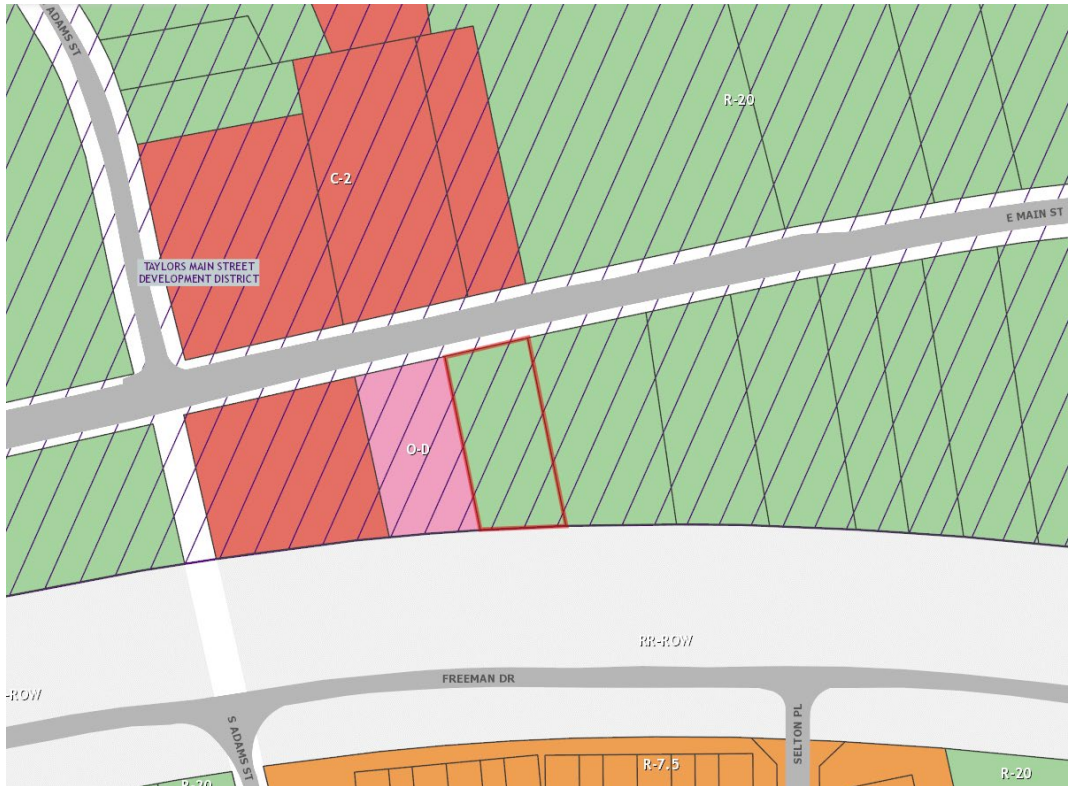 ADAMS ST
R-20
C-2
E MAIN ST
TAYLORS MAIN STREET
DEVELOPMENT DISTRICT
O-D
RR-ROW
-ROW
FREEMAN DR
S ADAMS ST
SELTON PL
R-7.5
R-20
R-20